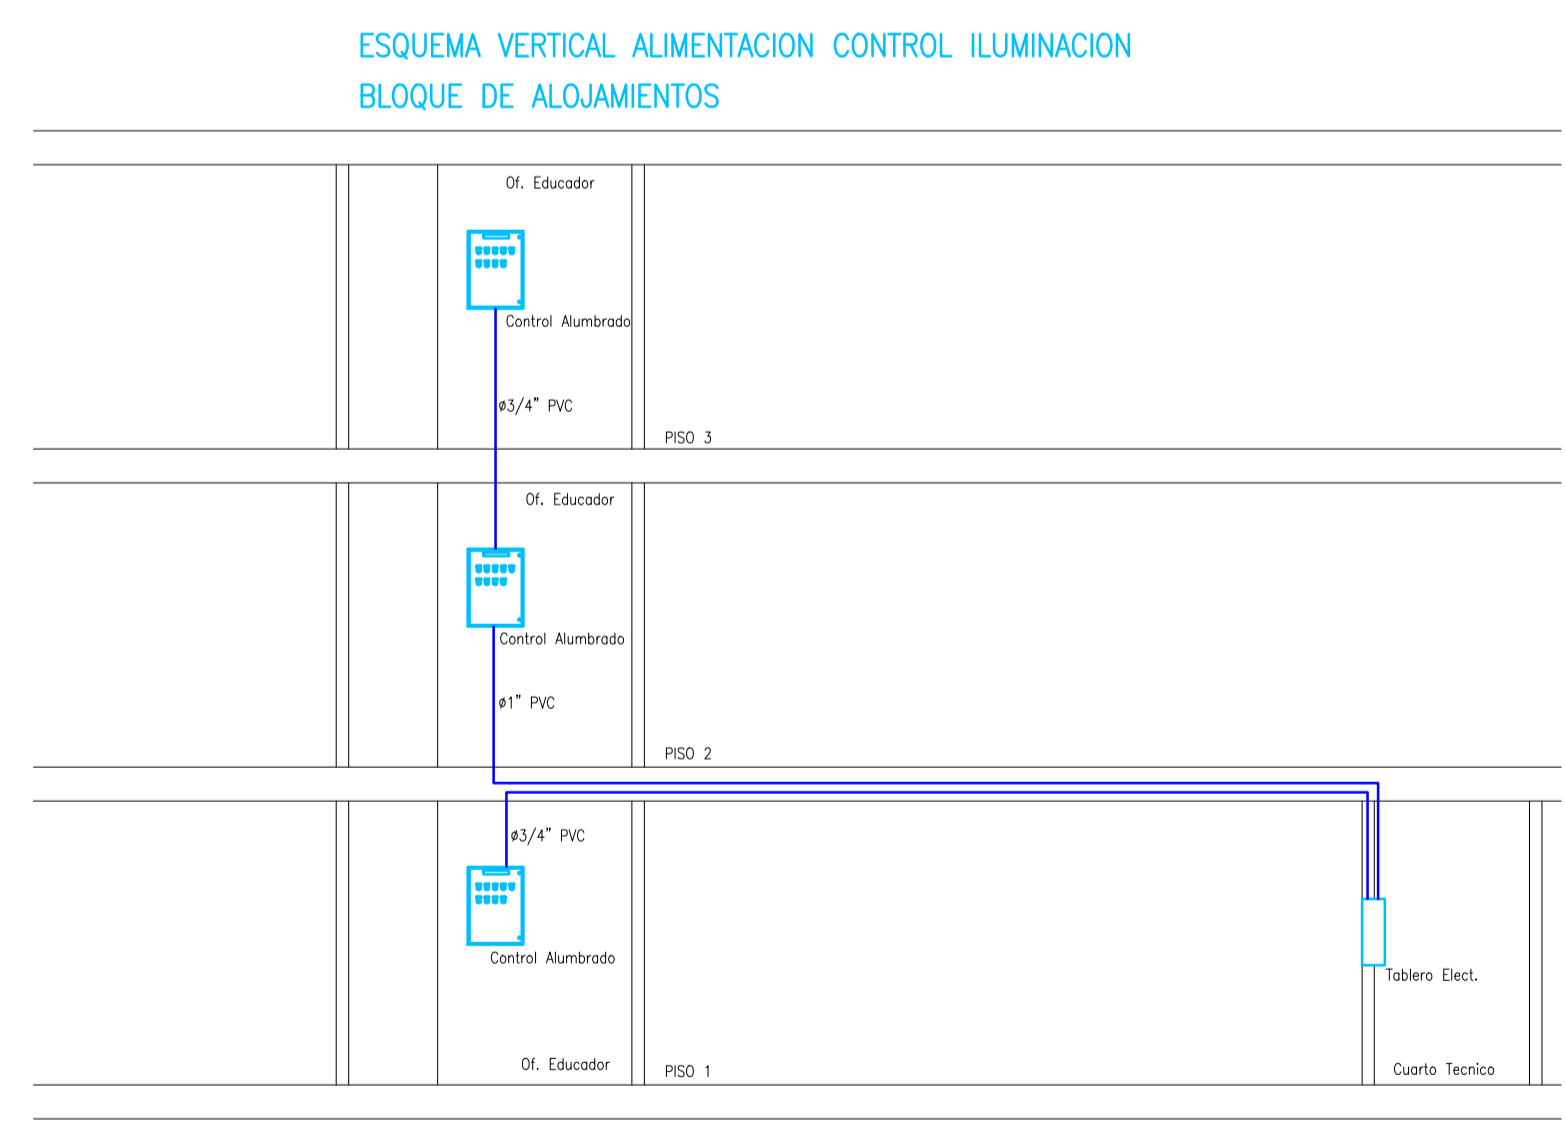 ESQUEMA VERTICAL ALIMENTACION CONTROL ILUMINACION
BLOQUE DE ALOJAMIENTOS
Of. Educador
Control Alumbrado
ø3/4" PVC
PISO 3
Of. Educador
Control Alumbrado
ø1" PVC
PISO 2
ø3/4" PVC
Control Alumbrado
Tablero Elect.
Of. Educador
PISO 1
Cuarto Tecnico